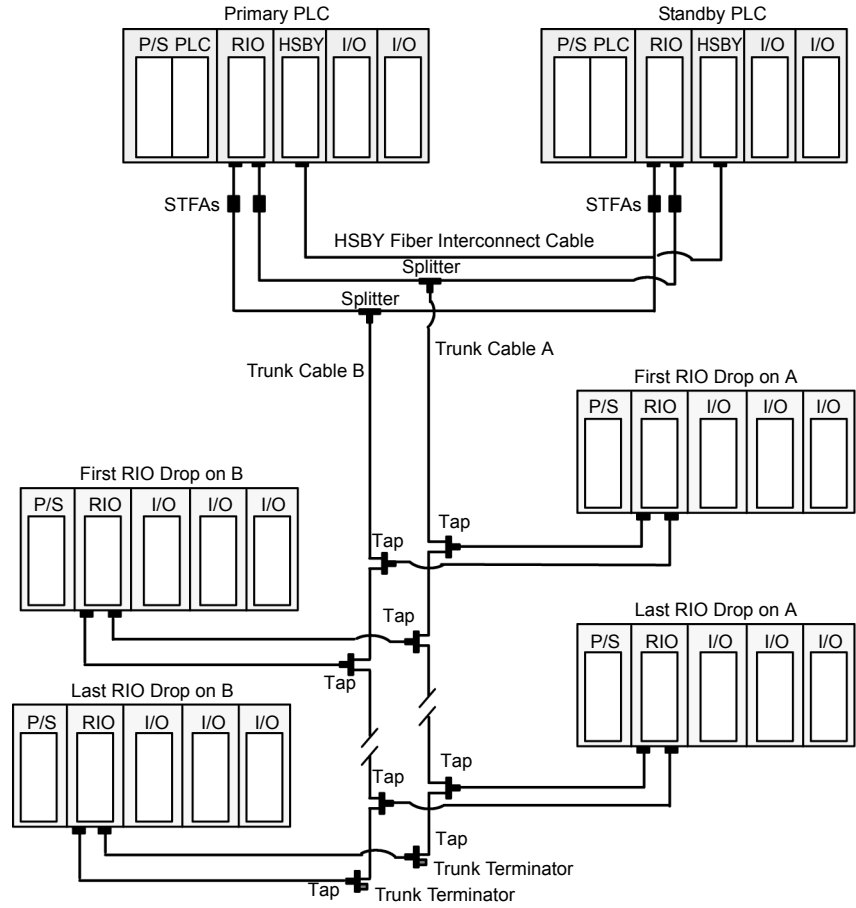 Primary PLC
Standby PLC
P/S PLC RIO HSBY I/O I/O
P/S PLC RIO HSBY I/O I/O
STFAs
STFAs
HSBY Fiber Interconnect Cable
Splitter
Splitter
Trunk Cable B
Trunk Cable A
First RIO Drop on A
P/S RIO I/O I/O I/O
First RIO Drop on B
P/S RIO I/O I/O I/O
Tap
Tap
Last RIO Drop on A
Tap
P/S RIO I/O I/O I/O
Tap
Last RIO Drop on B
P/S RIO I/O I/O I/O
Tap
Tap
Tap
Trunk Terminator
Tap
Trunk Terminator